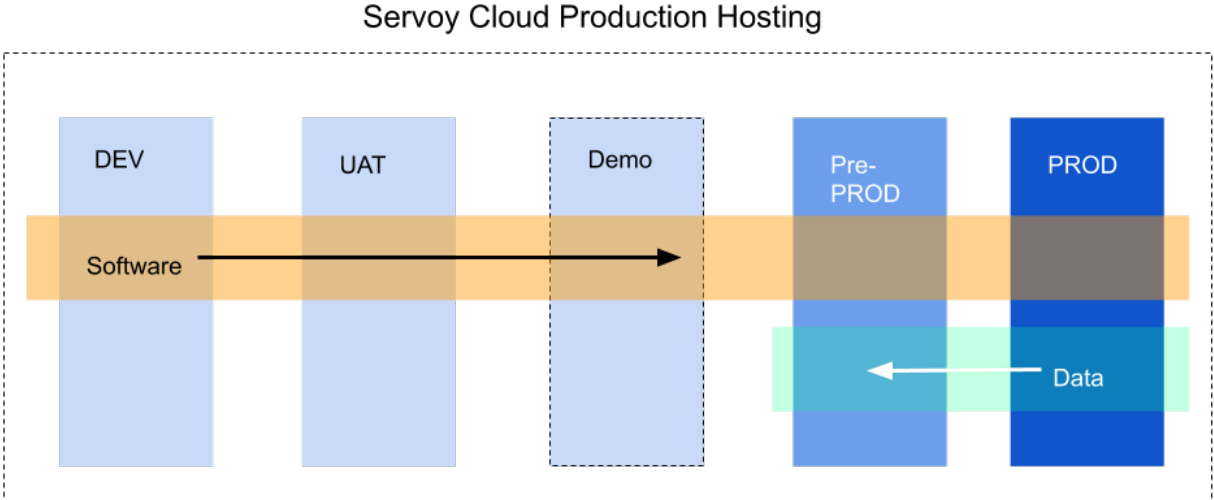 Servoy Cloud Production Hosting
DEV
UAT
Demo
Pre-
PROD
PROD
Software
Data